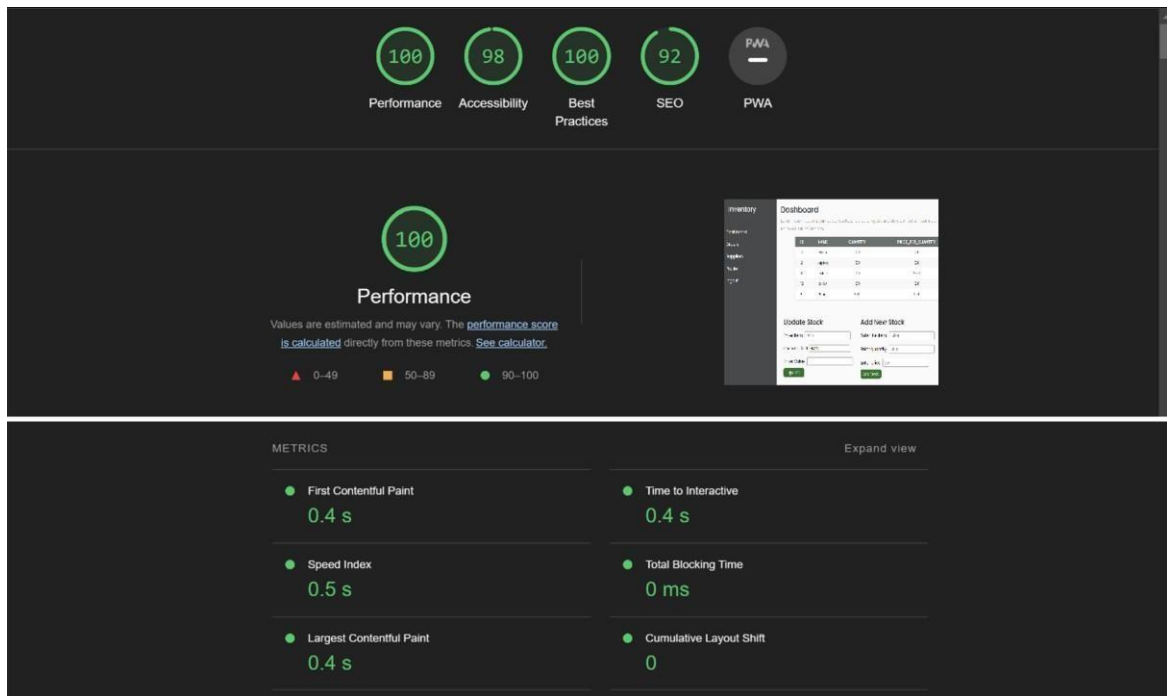 100 98 100 92 PWA
Performance Accessibility Best Practices SEO PWA
100
Performance
Values are estimated and may vary. The performance score
is calculated directly from these metrics. See calculator.
0–49 50–89 90–100
Inventory
Dashboard
Update Stock
Add New Stock
METRICS Expand view
First Contentful Paint
0.4 s
Time to Interactive
0.4 s
Speed Index
0.5 s
Total Blocking Time
0 ms
Largest Contentful Paint
0.4 s
Cumulative Layout Shift
0